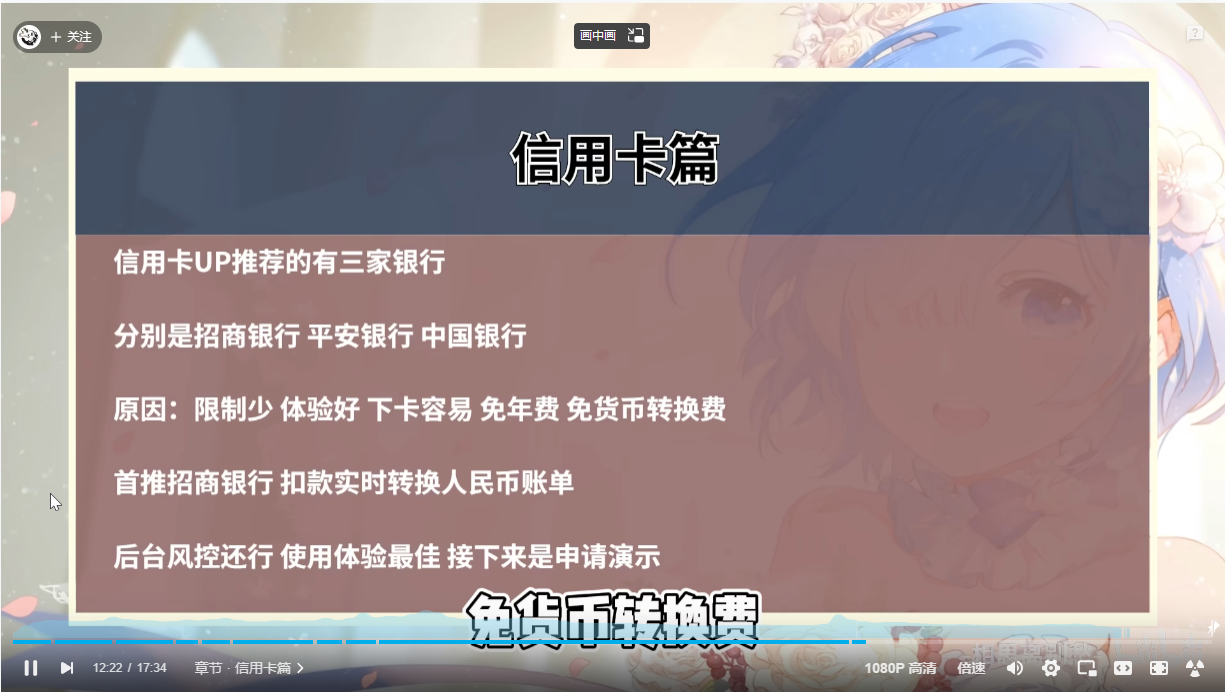 + 关注
画中画
信用卡篇
信用卡UP推荐的有三家银行
分别是招商银行 平安银行 中国银行
原因：限制少 体验好 下卡容易 免年费 免货币转换费
首推招商银行 扣款实时转换人民币账单
后台风控还行 使用体验最佳 接下来是申请演示
免货币转换费
12:22 / 17:34
章节 · 信用卡篇
1080P 高清
倍速